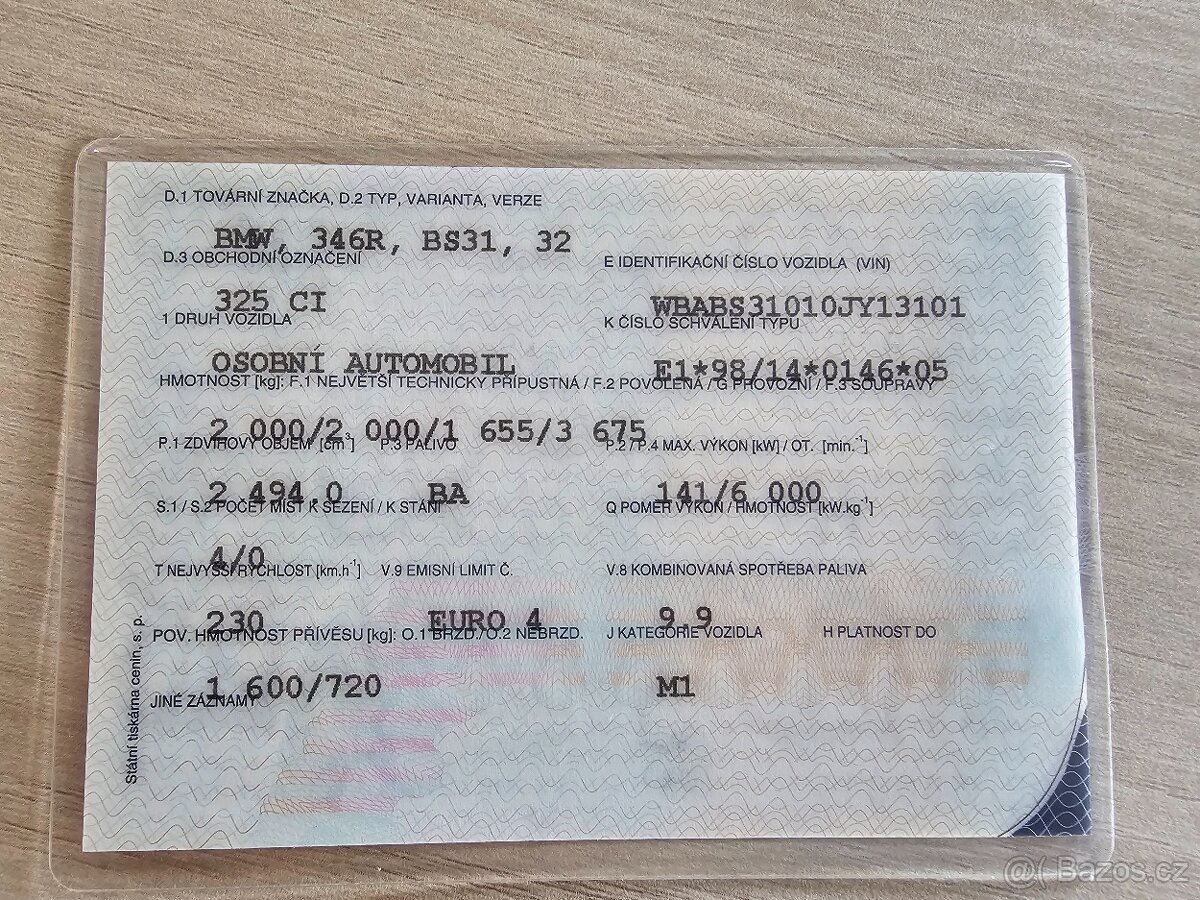 D.1 TOVÁRNÍ ZNAČKA, D.2 TYP, VARIANTA, VERZE
BMW, 346R, BS31, 32
D.3 OBCHODNÍ OZNAČENÍ
E IDENTIFIKAČNÍ ČÍSLO VOZIDLA (VIN)
325 CI
WBABS31010JY13101
1 DRUH VOZIDLA
K ČÍSLO SCHVÁLENÍ TYPU
OSOBNÍ AUTOMOBIL
E1*98/14*0146*05
HMOTNOST [kg]: F.1 NEJVĚTŠÍ TECHNICKY PŘÍPUSTNÁ / F.2 POVOLENÁ / G PROVOZNÍ / F.3 SOUPRAVY
2 000/2 000/1 655/3 675
P.1 ZDVIHOVÝ OBJEM [cm³] P.3 PALIVO
P.2 / P.4 MAX. VÝKON [kW] / OT. [min.⁻¹]
2 494.0 BA
141/6 000
S.1 / S.2 POČET MÍST K SEZENÍ / K STÁNÍ
Q POMĚR VÝKON / HMOTNOST [kW.kg⁻¹]
4/0
T NEJVYŠŠÍ RYCHLOST [km.h⁻¹] V.9 EMISNÍ LIMIT Č.
V.8 KOMBINOVANÁ SPOTŘEBA PALIVA
230 EURO 4
9.9
POV. HMOTNOST PŘÍVĚSU [kg]: O.1 BRZD./O.2 NEBRZD.
J KATEGORIE VOZIDLA H PLATNOST DO
1 600/720
M1
JINÉ ZÁZNAMY
Státní tiskárna cenin, s. p.
@( Bazos.cz